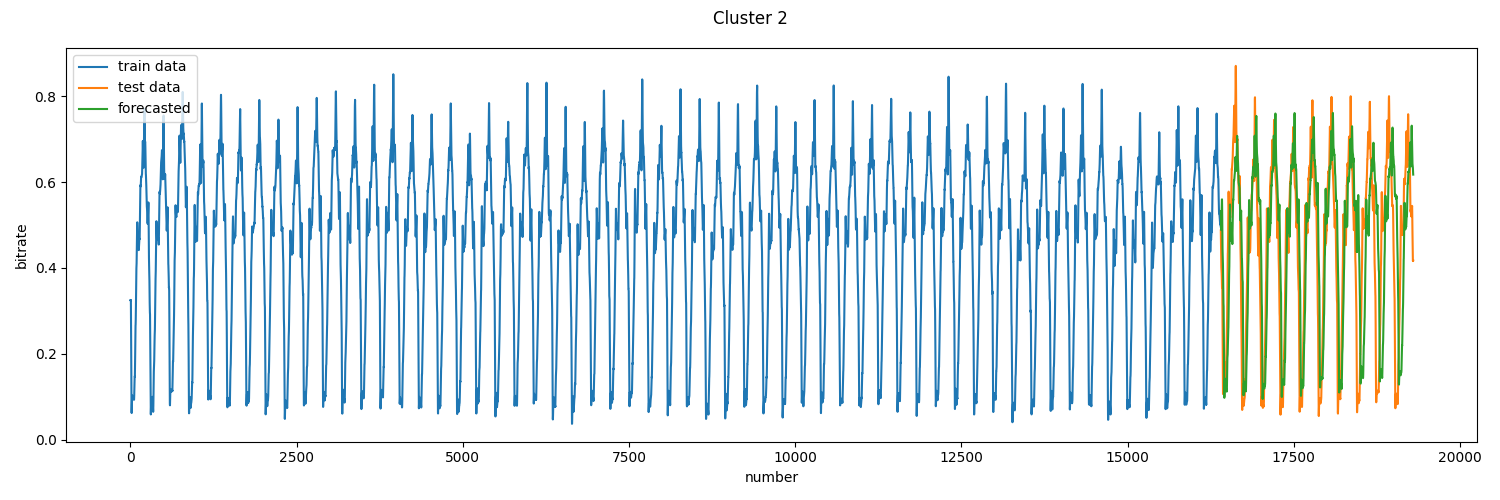 Cluster 2
train data
test data
forecasted
bitrate
0.8
0.6
0.4
0.2
0.0
0 2500 5000 7500 10000 12500 15000 17500 20000
number